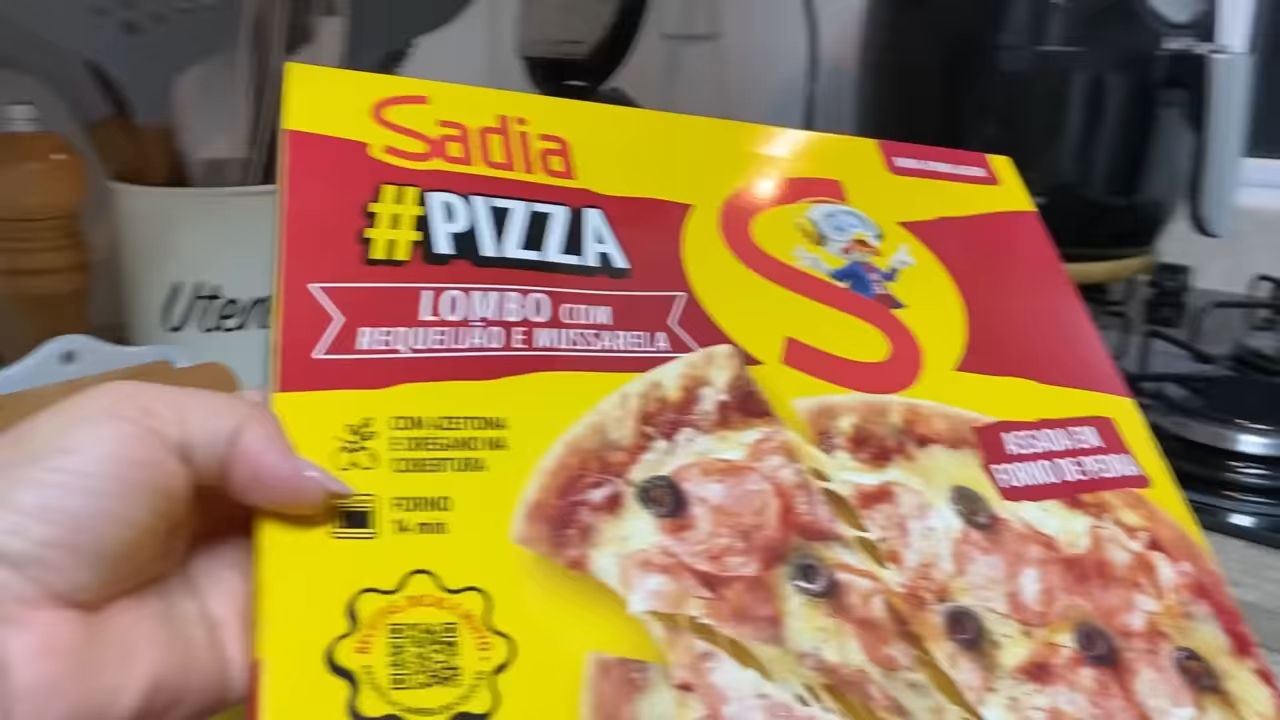 Sadia
#PIZZA
LOMBO COM
REQUEIJÃO E MUSSARELA
COM AZEITONA
E ORÉGANO NA
COBERTURA
FORNO
14 min
ASSADA EM
FORNO DE PEDRA
S
Uten